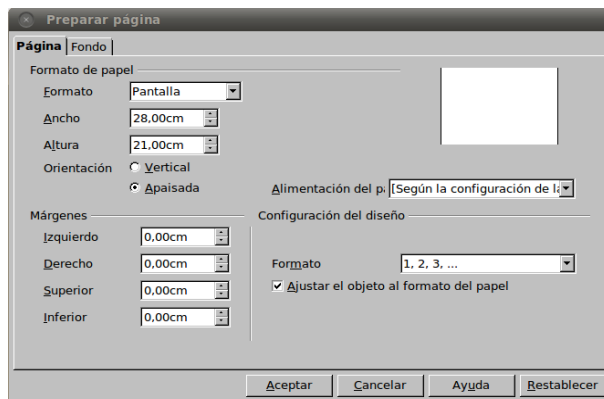 Preparar página
Página Fondo
Formato de papel
Formato Pantalla
Ancho 28,00cm
Altura 21,00cm
Orientación Vertical
Apaisada
Alimentación del p [Según la configuración de la
Márgenes
Izquierdo 0,00cm
Derecho 0,00cm
Superior 0,00cm
Inferior 0,00cm
Configuración del diseño
Formato 1, 2, 3, ...
Ajustar el objeto al formato del papel
Aceptar Cancelar Ayuda Restablecer